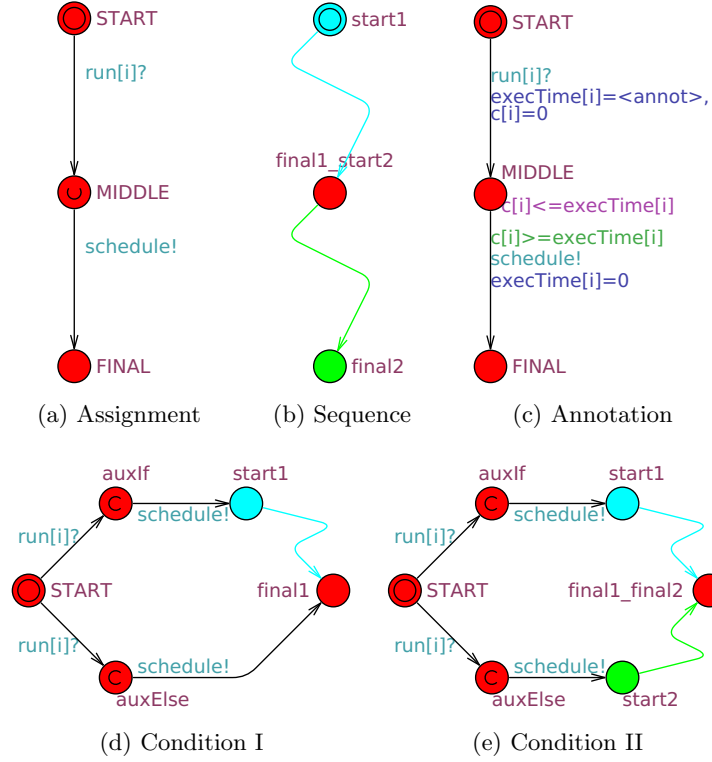 START
run[i]?
MIDDLE
schedule!
FINAL
(a) Assignment
start1
final1_start2
final2
(b) Sequence
START
run[i]?
execTime[i]=<annot>,
c[i]=0
MIDDLE
c[i]<=execTime[i]
c[i]>=execTime[i]
schedule!
execTime[i]=0
FINAL
(c) Annotation
auxIf
start1
C
schedule!
run[i]?
START
final1
run[i]?
schedule!
C
auxElse
(d) Condition I
auxIf
start1
C
schedule!
run[i]?
START
final1_final2
run[i]?
schedule!
C
auxElse
start2
(e) Condition II